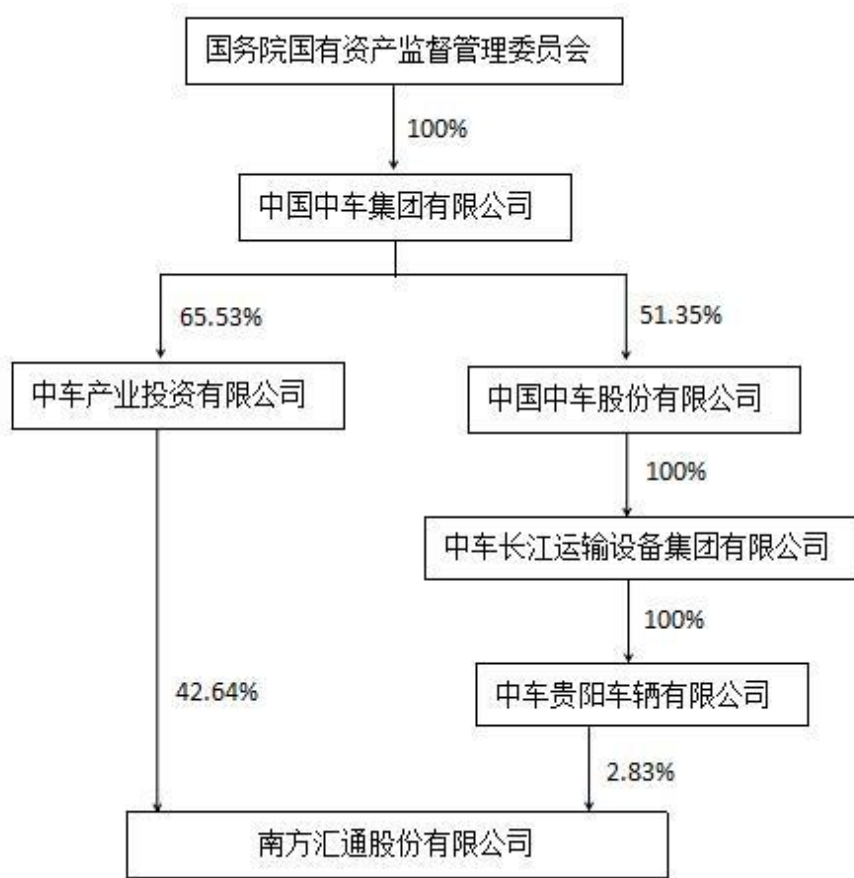 国务院国有资产监督管理委员会
100%
中国中车集团有限公司
65.53%
51.35%
中车产业投资有限公司
中国中车股份有限公司
100%
中车长江运输设备集团有限公司
100%
中车贵阳车辆有限公司
42.64%
2.83%
南方汇通股份有限公司